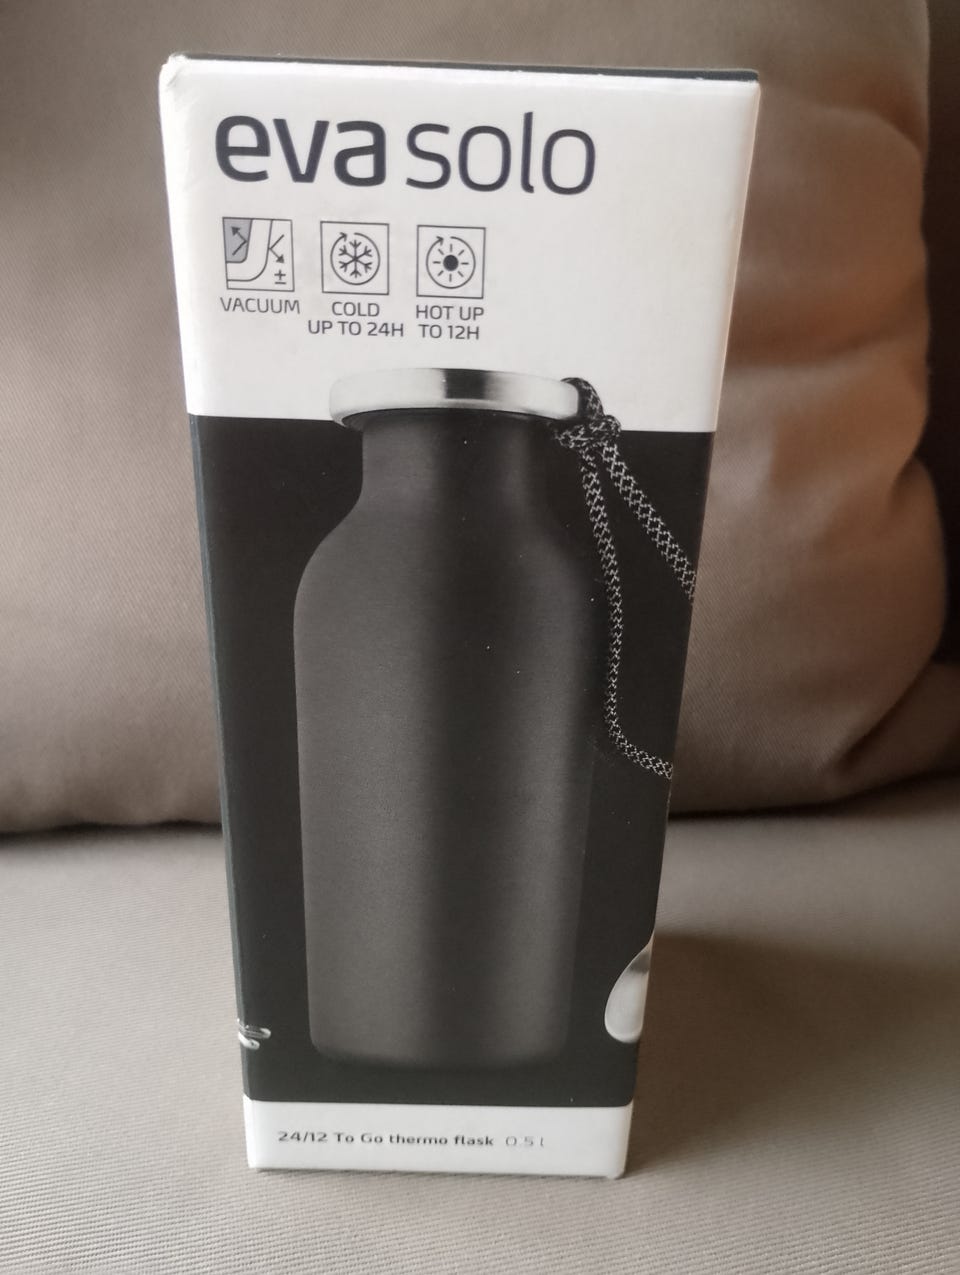 eva solo
VACUUM
COLD
UP TO 24H
HOT UP
TO 12H
±
24/12 To Go thermo flask 0.5 l